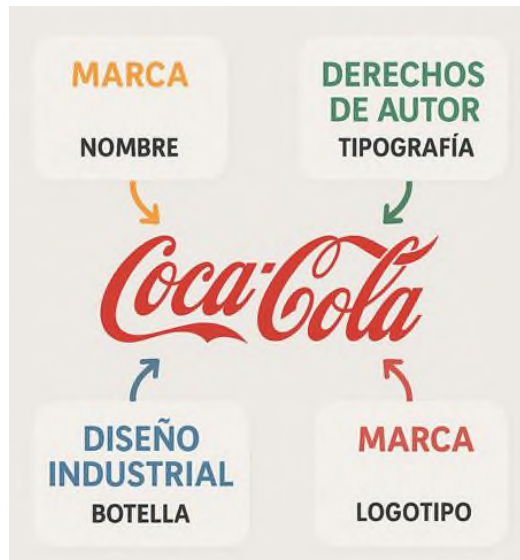 MARCA
NOMBRE
DERECHOS
DE AUTOR
TIPOGRAFÍA
Coca-Cola
DISEÑO
INDUSTRIAL
BOTELLA
MARCA
LOGOTIPO